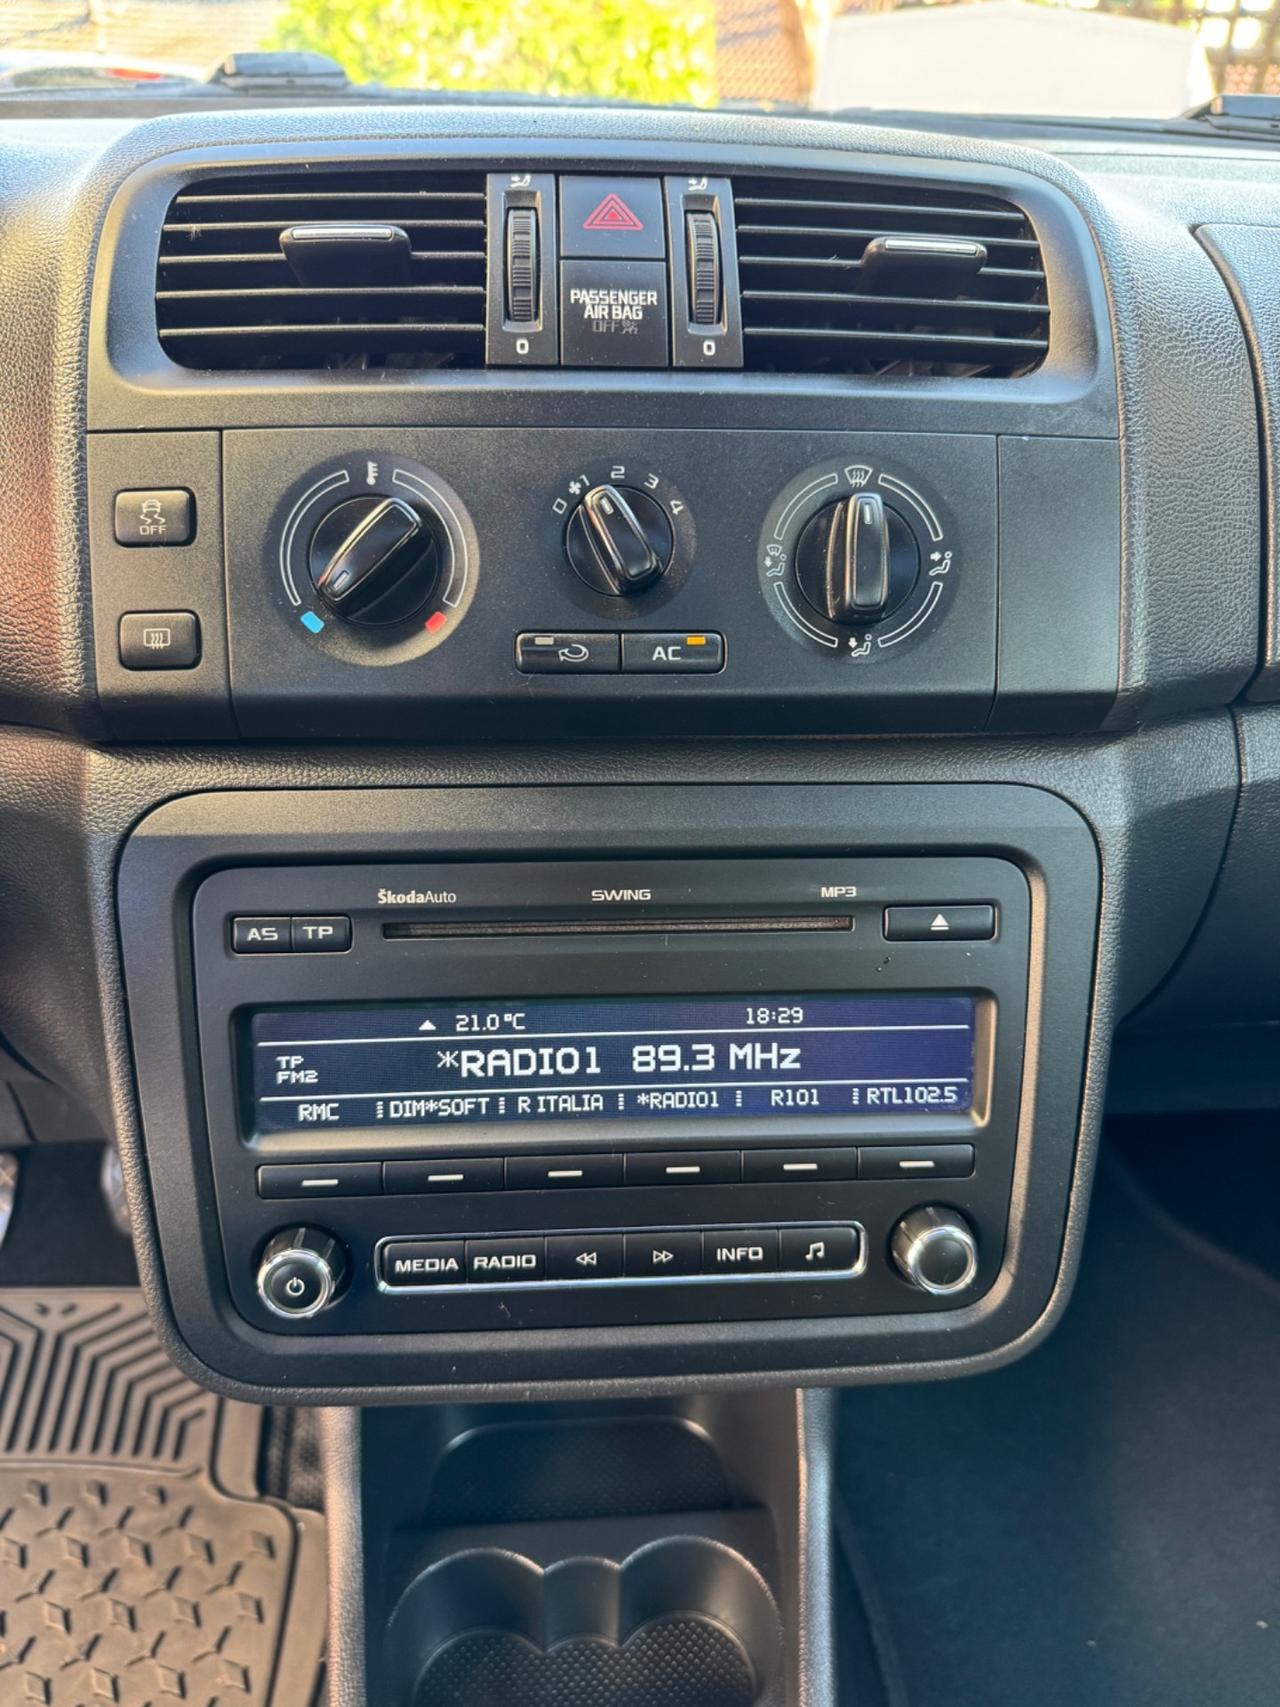 PASSENGER
AIR BAG
OFF
0
0
OFF
0 1 2 3 4
AC
ŠkodaAuto SWING MP3
AS TP
21.0°C 18:29
TP
FM2
*RADIO1 89.3 MHz
RMC DIM*SOFT R ITALIA *RADIO1 R101 RTL102.5
MEDIA RADIO INFO